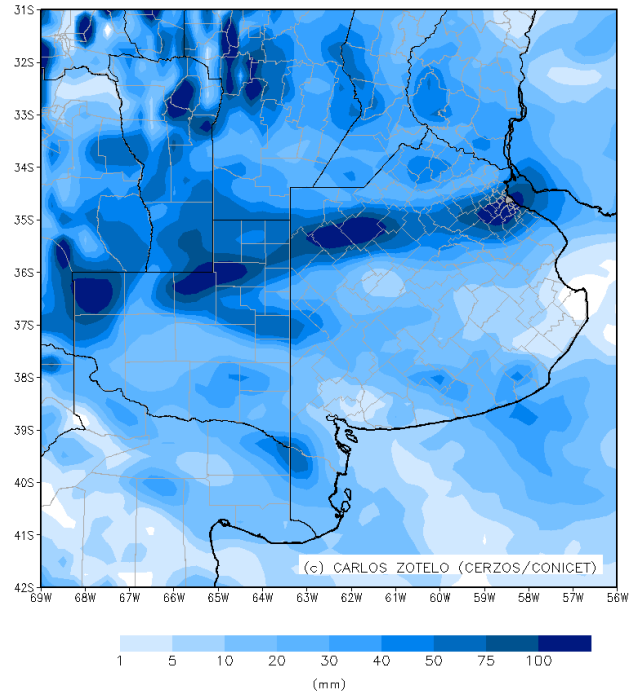 31S
32S
33S
34S
35S
36S
37S
38S
39S
40S
41S
42S
(c) CARLOS ZOTELO (CERZOS/CONICET)
69W 68W 67W 66W 65W 64W 63W 62W 61W 60W 59W 58W 57W 56W
1 5 10 20 30 40 50 75 100
(mm)